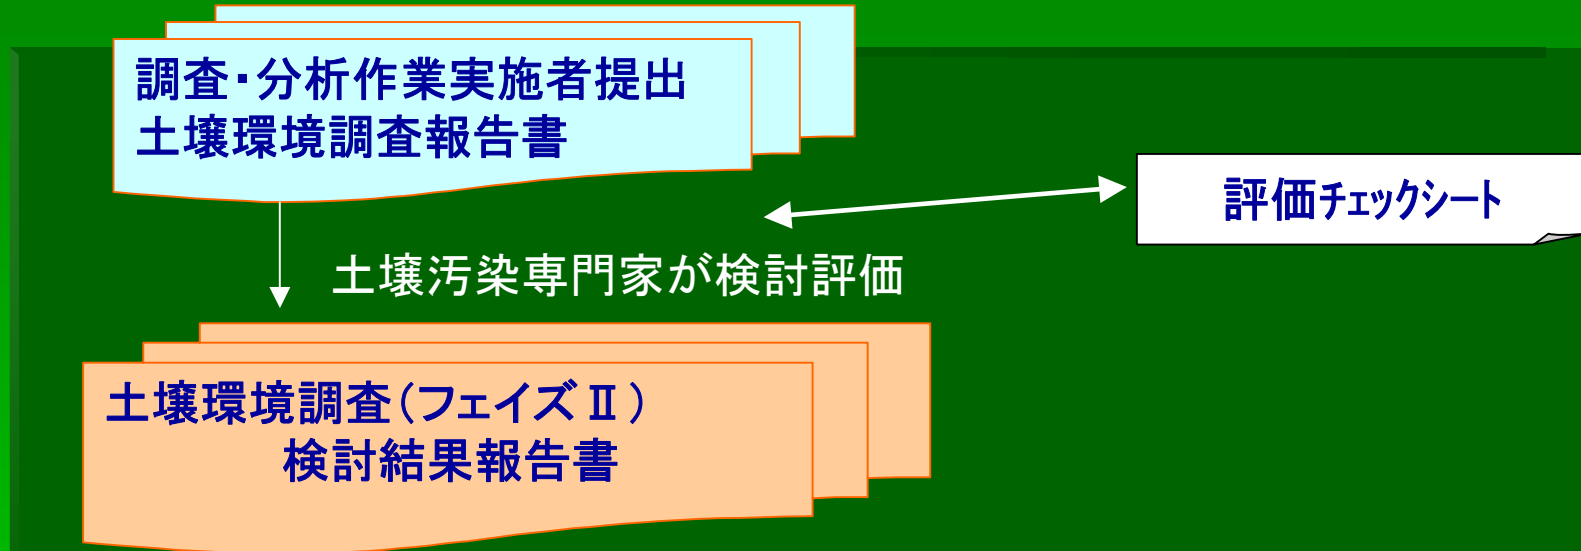 調査・分析作業実施者提出
土壌環境調査報告書
評価チェックシート
土壌汚染専門家が検討評価
土壌環境調査(フェイズⅡ)
検討結果報告書